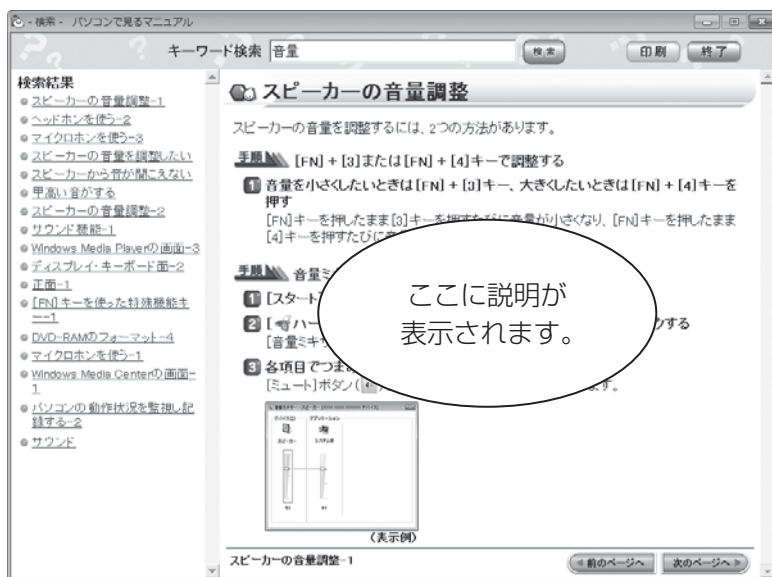 - 検索 - パソコンで見るマニュアル
キーワード検索 音量 検索 印刷 終了
検索結果
スピーカーの音量調整-1
ヘッドホンを使う-2
マイクロホンを使う-3
スピーカーの音量を調整したい
スピーカーから音が聞こえない
甲高い音がする
スピーカーの音量調整-2
サウンド機能-1
Windows Media Playerの画面-3
ディスプレイ・キーボード面-2
正面-1
[FN]キーを使った特殊機能キ
ー-1
DVD-RAMのフォーマット-4
マイクロホンを使う-1
Windows Media Centerの画面-
1
パソコンの動作状況を監視し記
録する-2
サウンド
スピーカーの音量調整
スピーカーの音量を調整するには、2つの方法があります。
手順 [FN] + [3]または[FN] + [4]キーで調整する
1 音量を小さくしたいときは[FN] + [3]キー、大きくしたいときは[FN] + [4]キーを
押す
[FN]キーを押したまま[3]キーを押すたびに音量が小さくなり、[FN]キーを押したまま
[4]キーを押すたびに音
手順 音量ミ
1 [スタート
2 [ ハー クする
[音量ミキサ
3 各項目でつまみ
[ミュート]ボタン( ます。
ここに説明が
表示されます。
スピーカー
(表示例)
スピーカーの音量調整-1
前のページへ 次のページへ